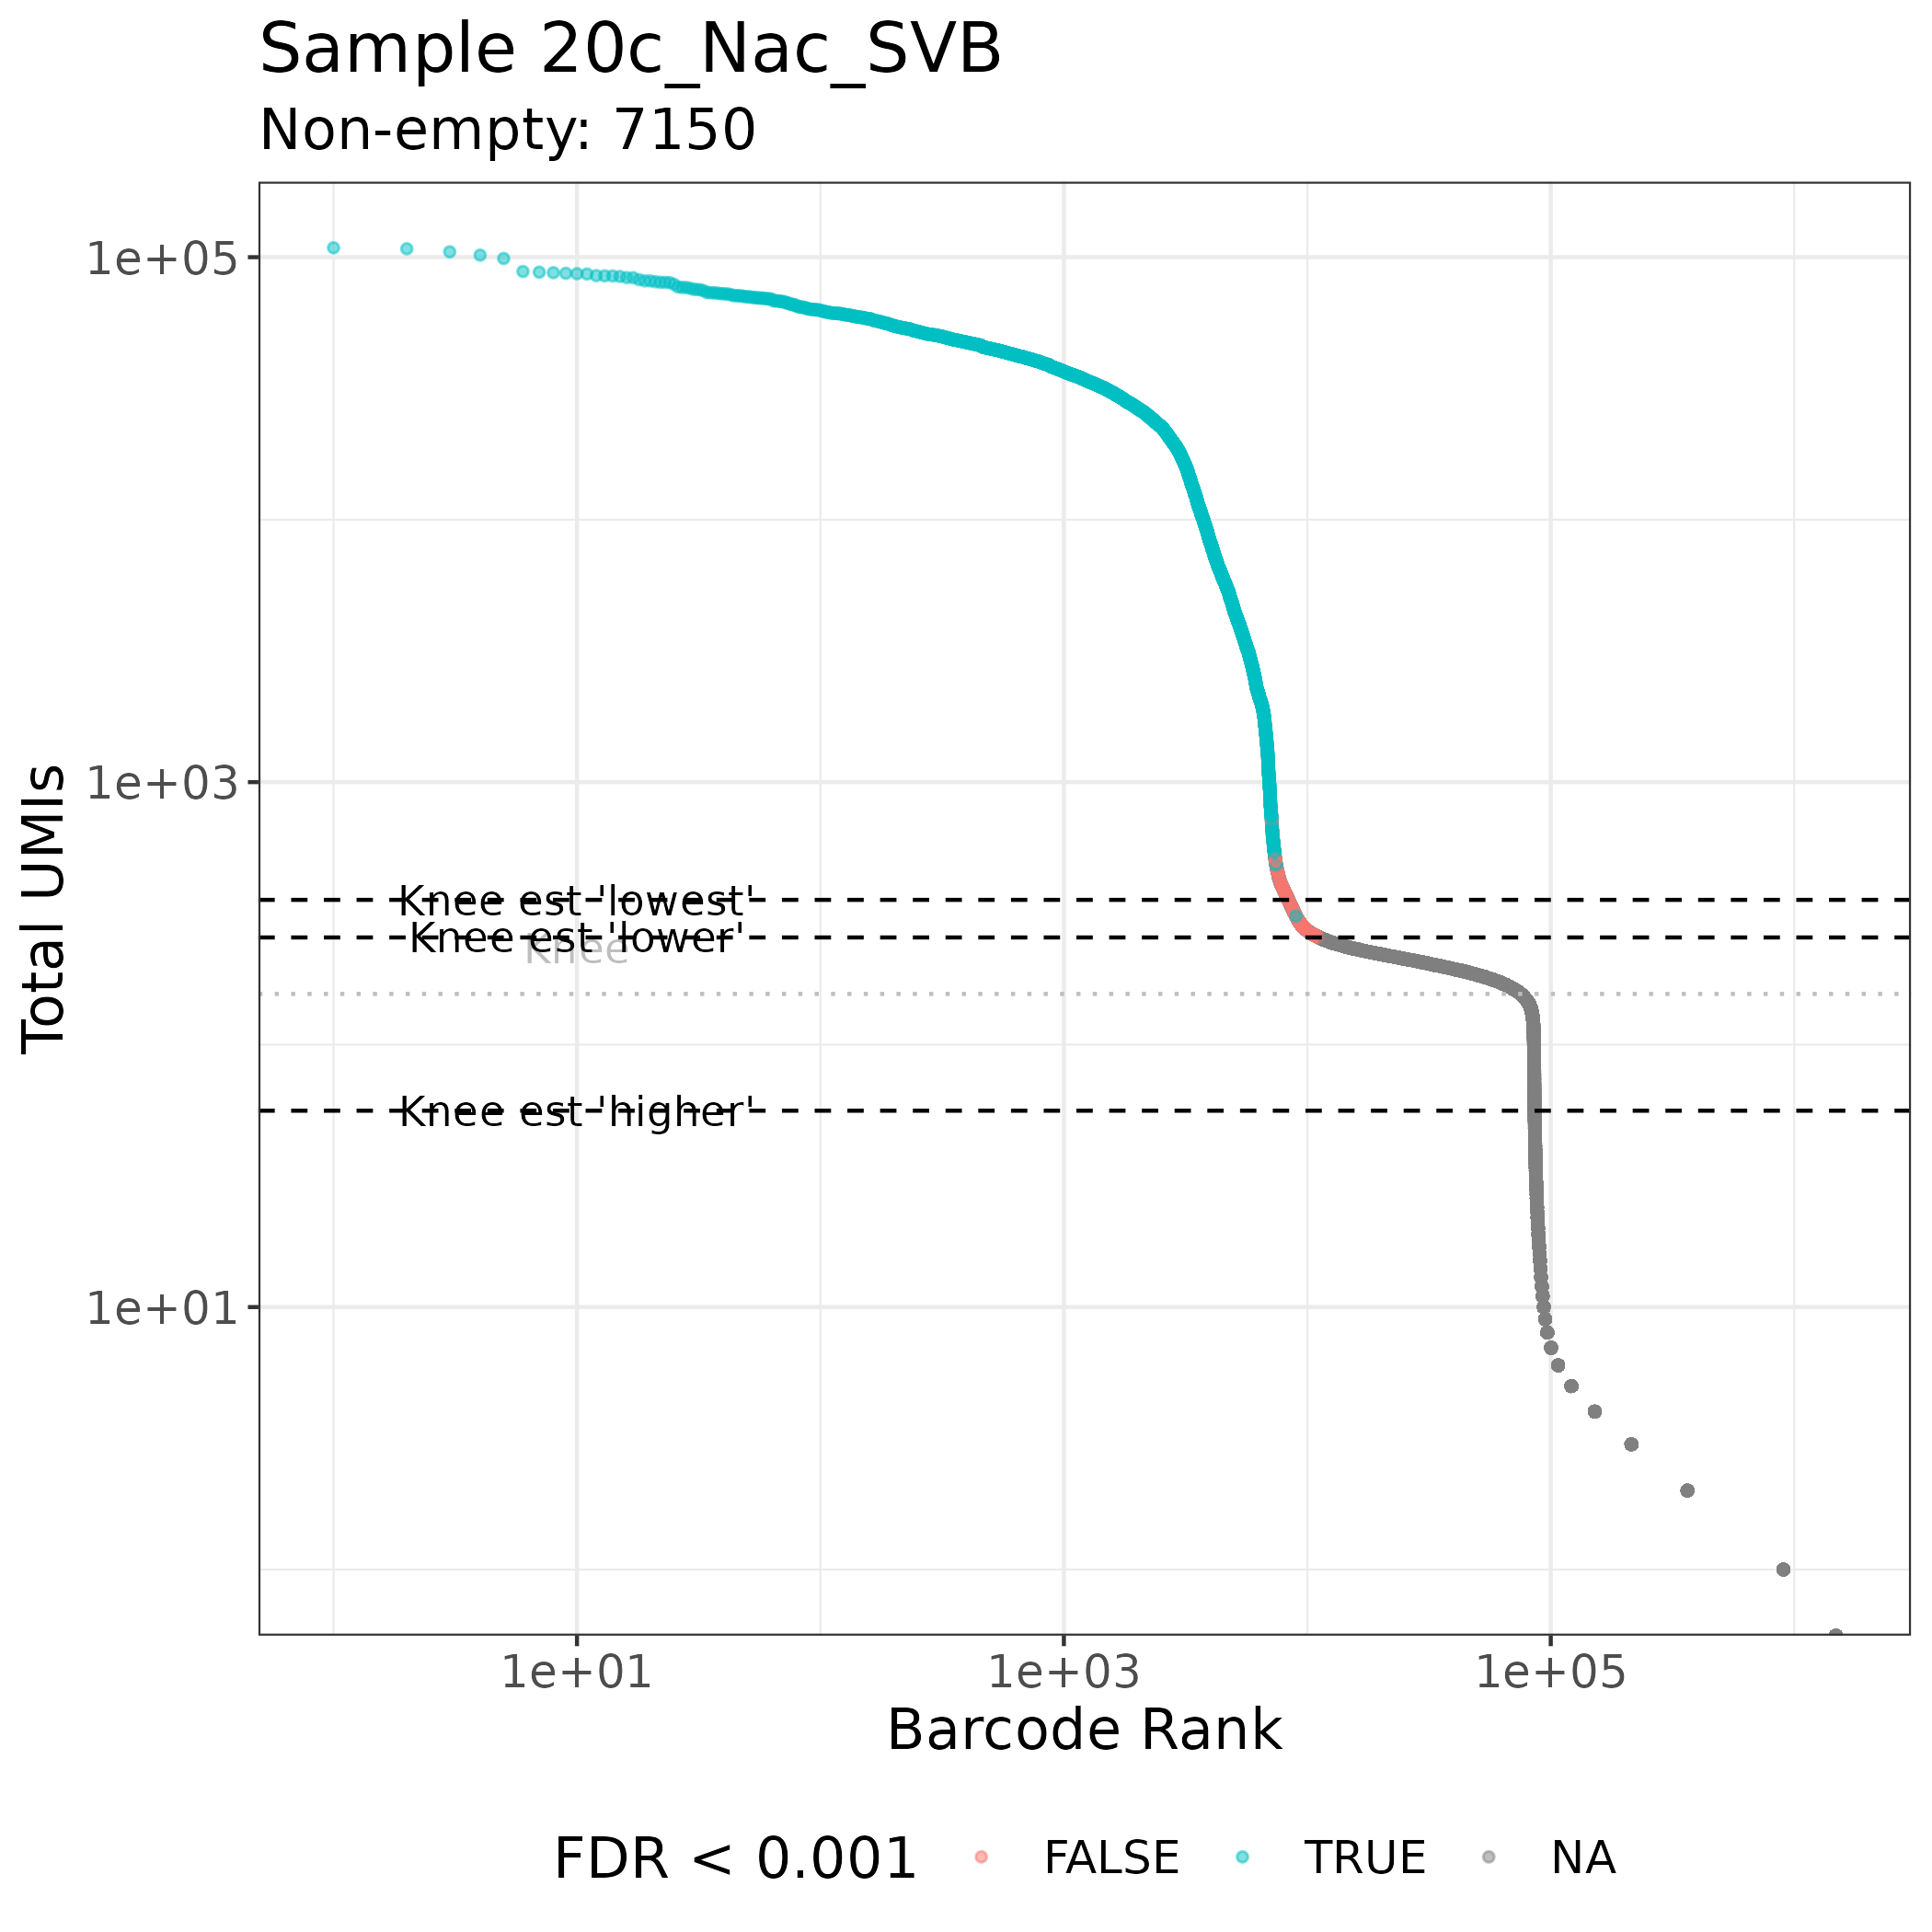 Sample 20c_Nac_SVB
Non-empty: 7150
1e+05
1e+03
1e+01
Total UMIs
Knee est 'lowest'
Knee est 'lower'
Knee
Knee est 'higher'
1e+01 1e+03 1e+05
Barcode Rank
FDR < 0.001 FALSE TRUE NA